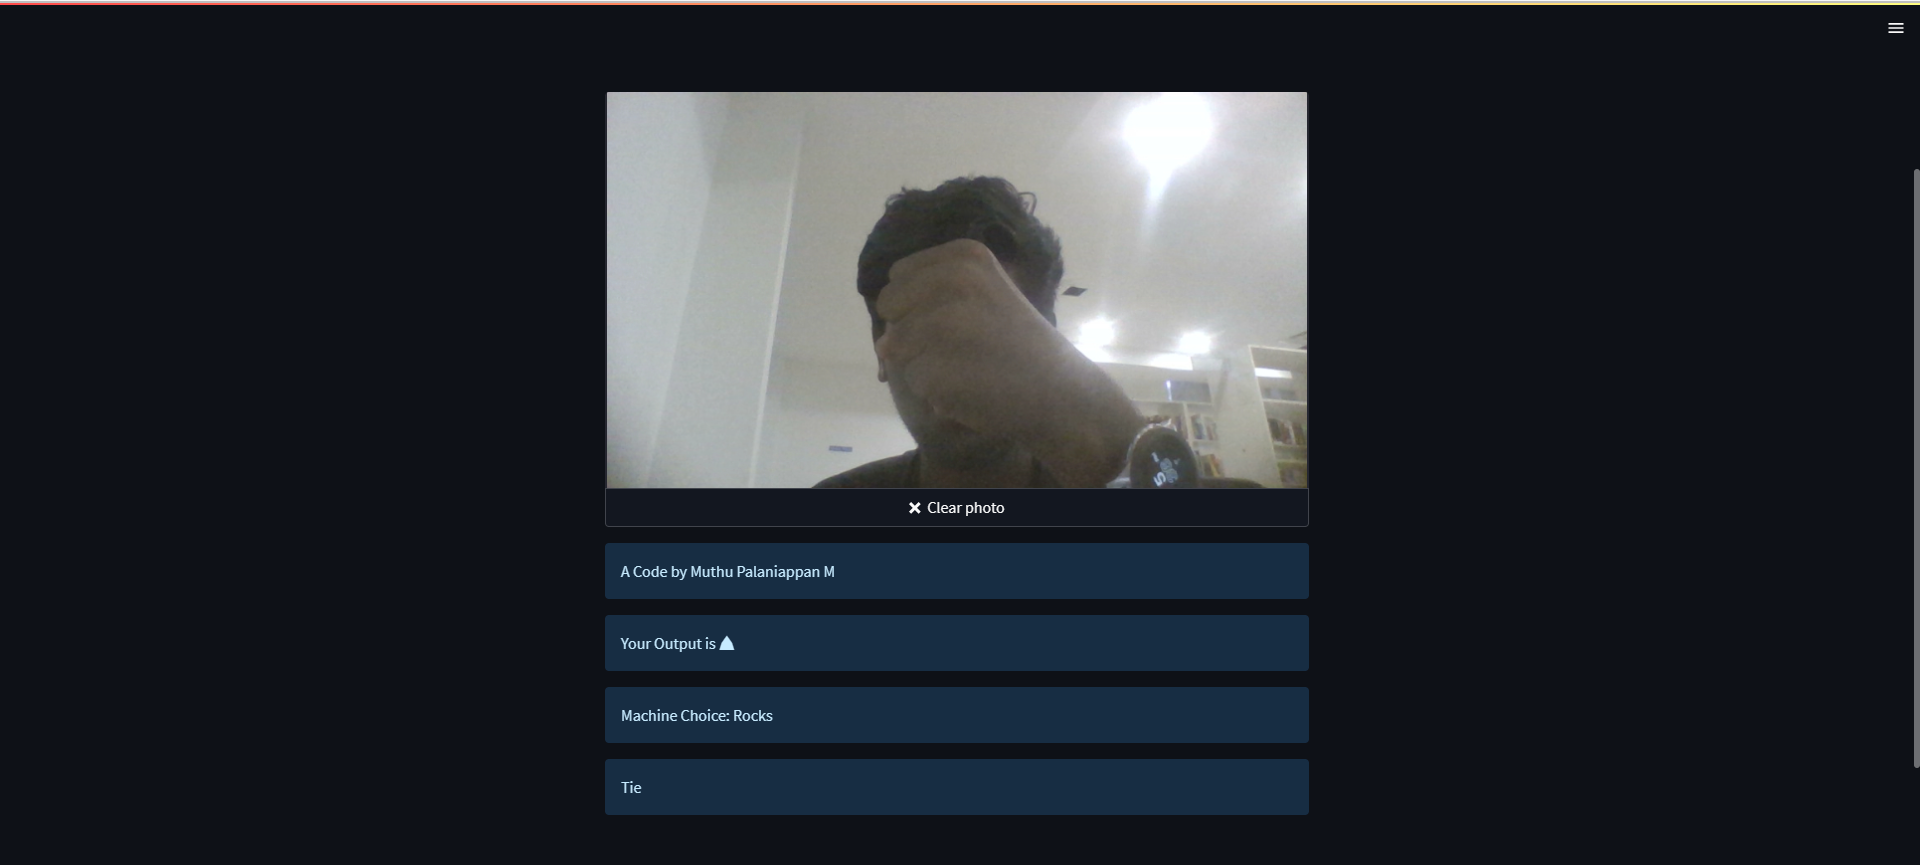 Clear photo
A Code by Muthu Palaniappan M
Your Output is
Machine Choice: Rocks
Tie